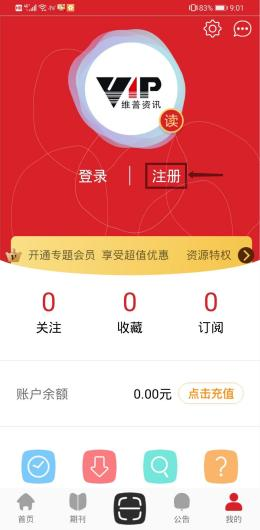 83% 9:01
VIP
维普资讯
读
登录 注册
开通专题会员 享受超值优惠 资源特权
0 0 0
关注 收藏 订阅
账户余额 0.00元 点击充值
首页 期刊 公告 我的